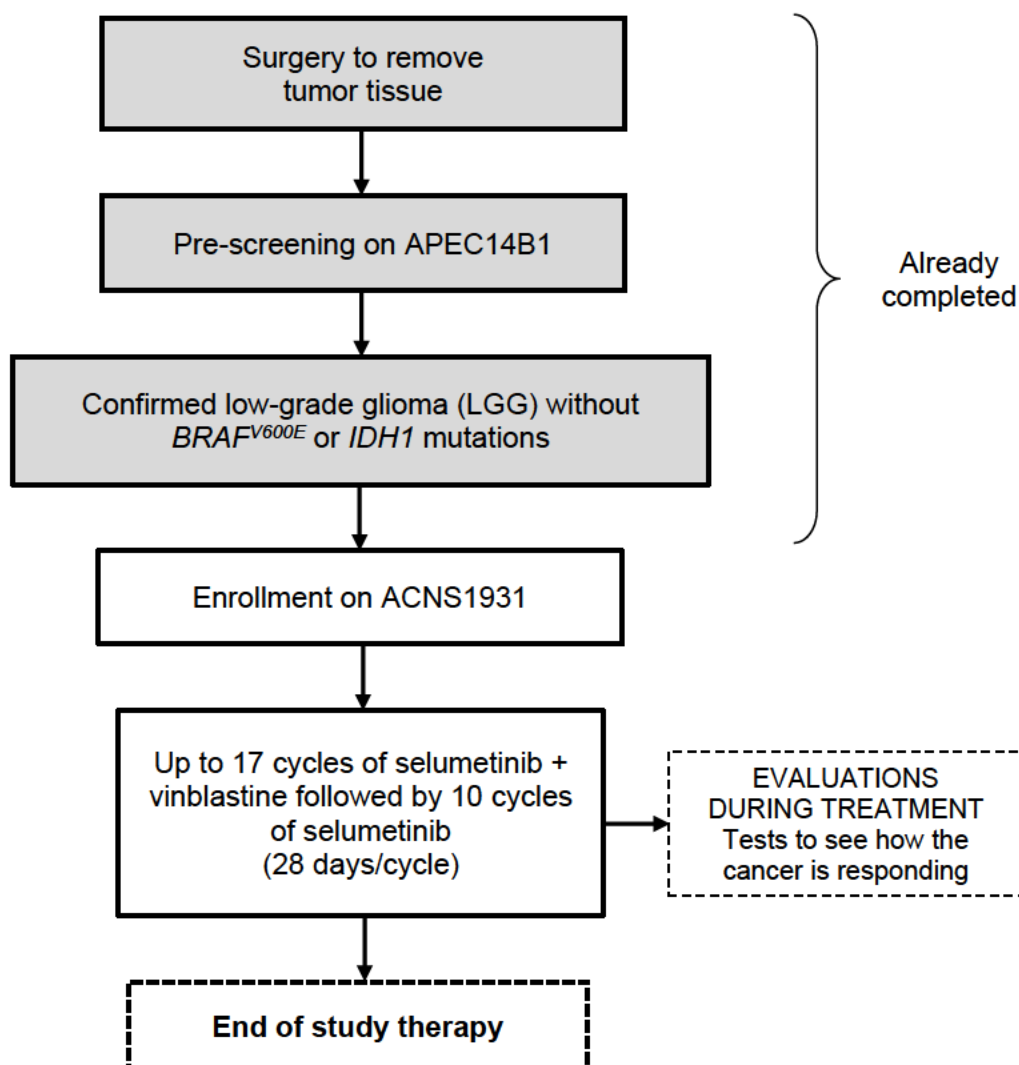 Surgery to remove
tumor tissue
Pre-screening on APEC14B1
Already
completed
Confirmed low-grade glioma (LGG) without
BRAF^V600E or IDH1 mutations
Enrollment on ACNS1931
Up to 17 cycles of selumetinib +
vinblastine followed by 10 cycles
of selumetinib
(28 days/cycle)
EVALUATIONS
DURING TREATMENT
Tests to see how the
cancer is responding
End of study therapy